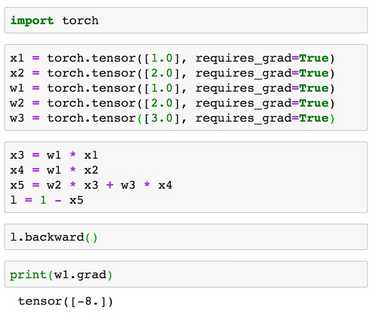 import torch
x1 = torch.tensor([1.0], requires_grad=True)
x2 = torch.tensor([2.0], requires_grad=True)
w1 = torch.tensor([1.0], requires_grad=True)
w2 = torch.tensor([2.0], requires_grad=True)
w3 = torch.tensor([3.0], requires_grad=True)
x3 = w1 * x1
x4 = w1 * x2
x5 = w2 * x3 + w3 * x4
l = 1 - x5
l.backward()
print(w1.grad)
tensor([-8.])